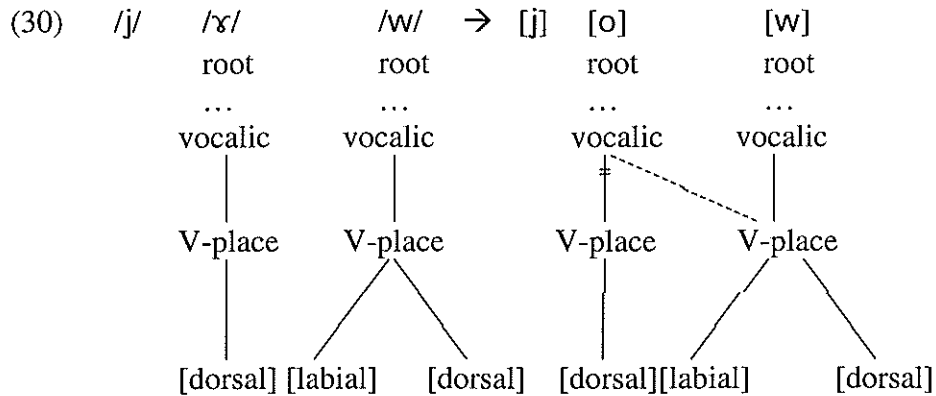 (30) /j/ /ɤ/ /w/ → [j] [o] [w]
root root root root
… … … …
vocalic vocalic vocalic vocalic
V-place V-place V-place V-place
[dorsal] [labial] [dorsal] [dorsal][labial] [dorsal]